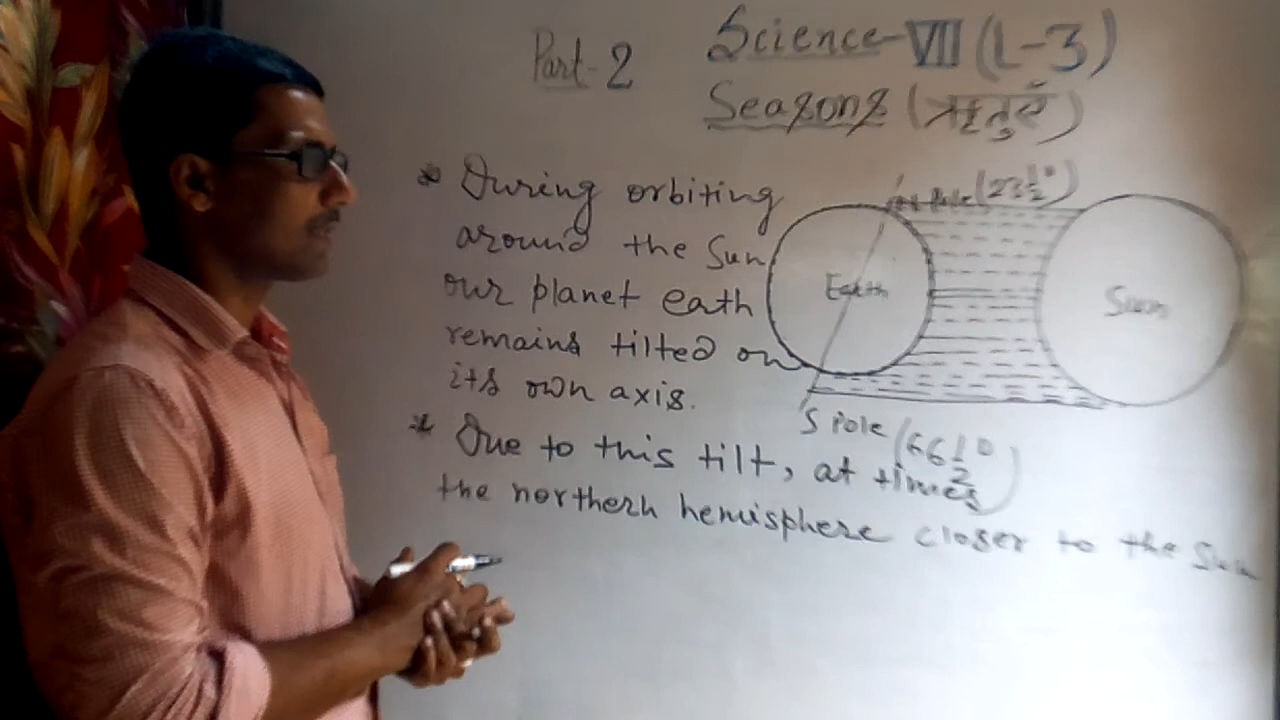 Part-2
Science-VII (L-3)
Seasons (ऋतुएँ)
* During orbiting
around the Sun
our planet eath
remains tilted on
its own axis.
* Due to this tilt, at times
the northern hemisphere closer to the Sun
Pole (23½°)
Earth
Sun
S Pole (66½°)